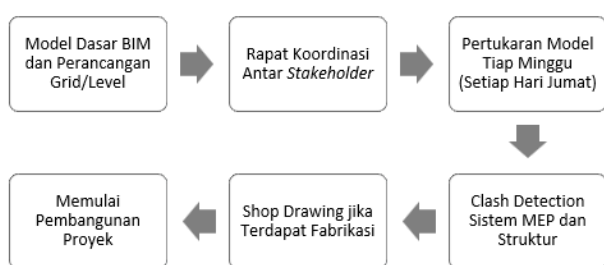 Model Dasar BIM
dan Perancangan
Grid/Level
Rapat Koordinasi
Antar Stakeholder
Pertukaran Model
Tiap Minggu
(Setiap Hari Jumat)
Clash Detection
Sistem MEP dan
Struktur
Shop Drawing jika
Terdapat Fabrikasi
Memulai
Pembangunan
Proyek